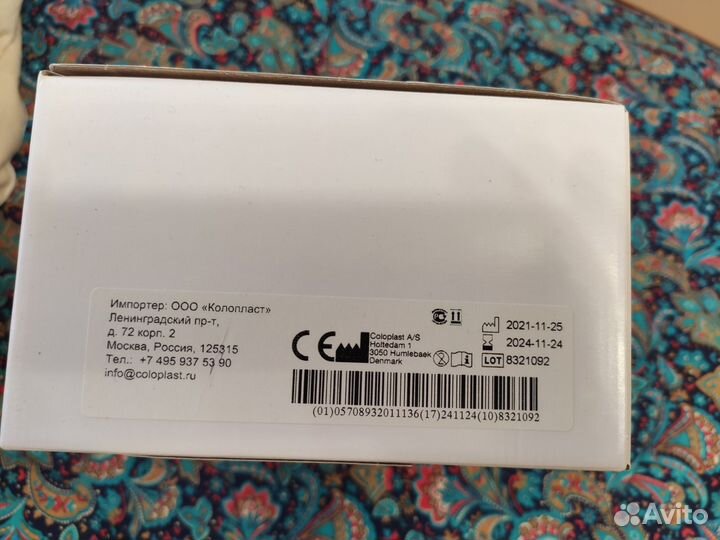 Импортер: ООО «Колопласт»
Ленинградский пр-т,
д. 72 корп. 2
Москва, Россия, 125315
Тел.: +7 495 937 53 90
info@coloplast.ru
CE
Coloplast A/S
Holtedam 1
3050 Humlebaek
Denmark
2021-11-25
2024-11-24
LOT 8321092
(01)05708932011136(17)241124(10)8321092
Avito